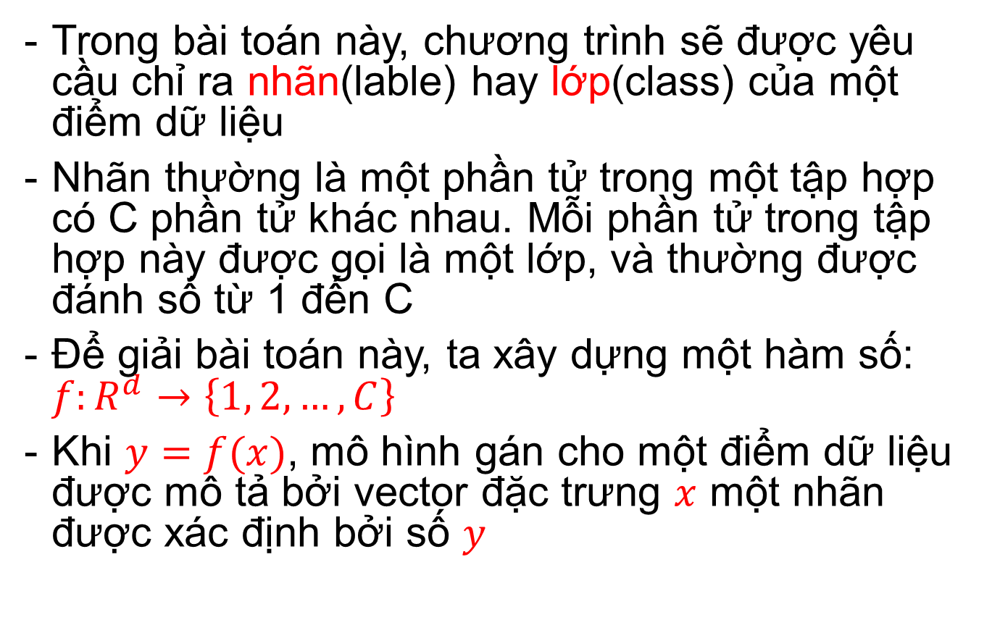 - Trong bài toán này, chương trình sẽ được yêu
cầu chỉ ra nhãn(lable) hay lớp(class) của một
điểm dữ liệu
- Nhãn thường là một phần tử trong một tập hợp
có C phần tử khác nhau. Mỗi phần tử trong tập
hợp này được gọi là một lớp, và thường được
đánh số từ 1 đến C
- Để giải bài toán này, ta xây dựng một hàm số:
𝑓: 𝑅ᵈ → {1, 2, … , 𝐶}
- Khi 𝑦 = 𝑓(𝑥), mô hình gán cho một điểm dữ liệu
được mô tả bởi vector đặc trưng 𝑥 một nhãn
được xác định bởi số 𝑦